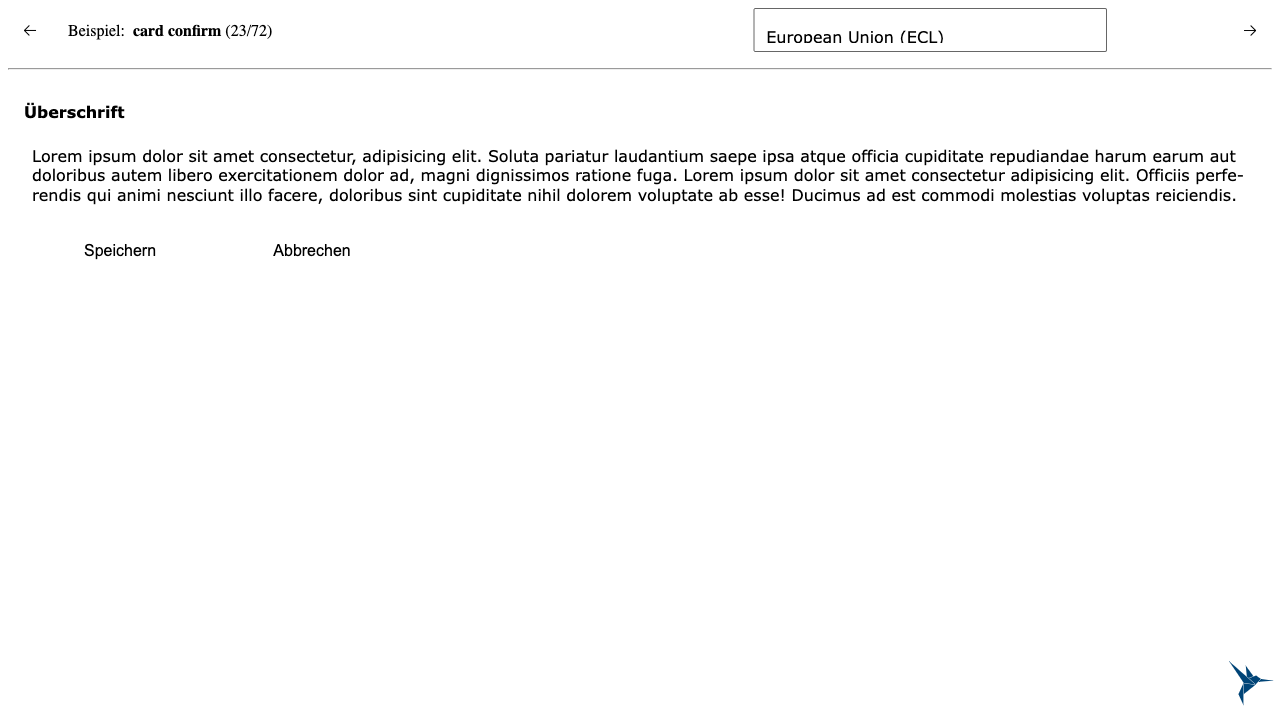 ← Beispiel: card confirm (23/72)
European Union (ECL)
→
Überschrift
Lorem ipsum dolor sit amet consectetur, adipisicing elit. Soluta pariatur laudantium saepe ipsa atque officia cupiditate repudiandae harum earum aut
doloribus autem libero exercitationem dolor ad, magni dignissimos ratione fuga. Lorem ipsum dolor sit amet consectetur adipisicing elit. Officiis perfe-
rendis qui animi nesciunt illo facere, doloribus sint cupiditate nihil dolorem voluptate ab esse! Ducimus ad est commodi molestias voluptas reiciendis.
Speichern
Abbrechen